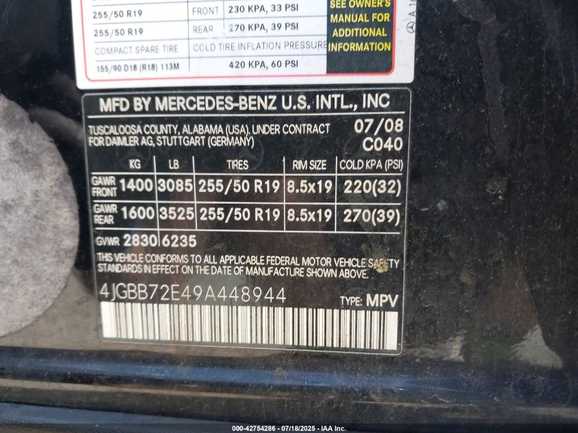 255/50 R19 FRONT 230 KPA, 33 PSI
255/50 R19 REAR 270 KPA, 39 PSI
COMPACT SPARE TIRE COLD TIRE INFLATION PRESSURE
155/90 D18 (R18) 113M 420 KPA, 60 PSI
SEE OWNER'S
MANUAL FOR
ADDITIONAL
INFORMATION
MFD BY MERCEDES-BENZ U.S. INTL., INC
TUSCALOOSA COUNTY, ALABAMA (USA), UNDER CONTRACT
FOR DAIMLER AG, STUTTGART (GERMANY)
07/08
C040
KG LB TIRES RIM SIZE COLD KPA (PSI)
GAWR FRONT 1400 3085 255/50 R19 8.5x19 220(32)
GAWR REAR 1600 3525 255/50 R19 8.5x19 270(39)
GVWR 2830 6235
THIS VEHICLE CONFORMS TO ALL APPLICABLE FEDERAL MOTOR VEHICLE SAFETY
STANDARDS IN EFFECT ON THE DATE OF MANUFACTURE SHOWN ABOVE.
4JGBB72E49A448944
TYPE: MPV
000-42754286 - 07/18/2025 - IAA Inc.